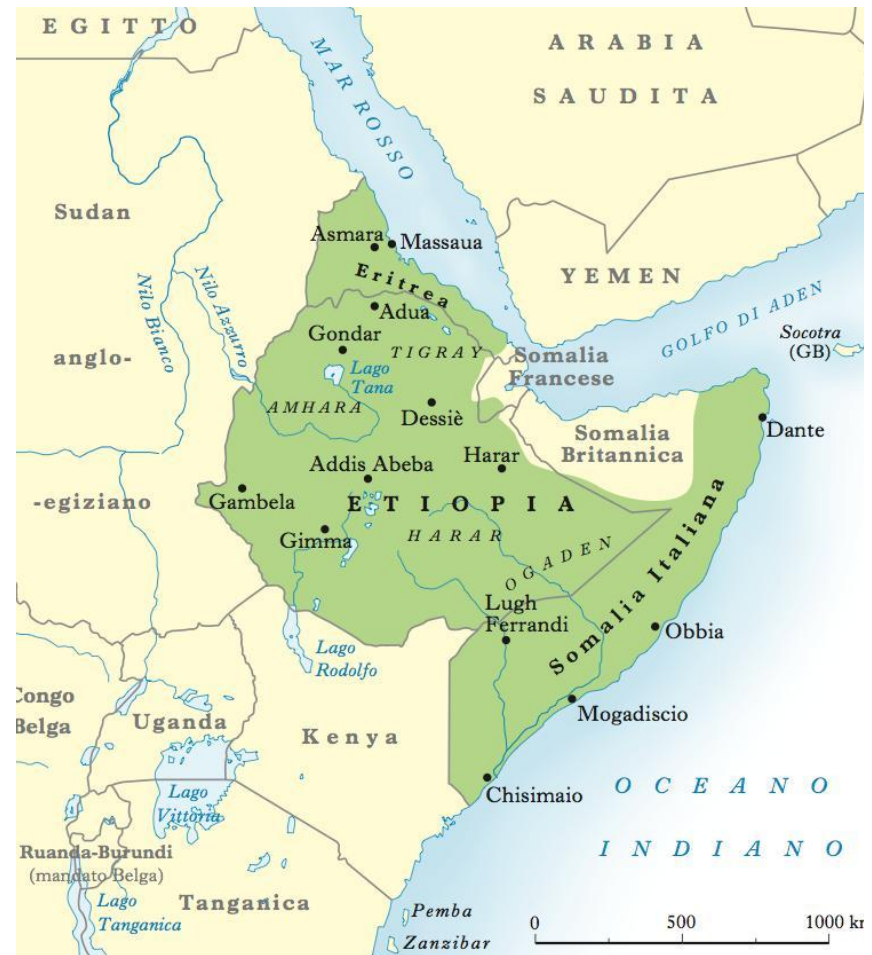 EGITTO
MAR ROSSO
ARABIA
SAUDITA
Sudan
Asmara
Massaua
Eritrea
YEMEN
Nilo Bianco
Nilo Azzurro
Adua
GOLFO DI ADEN
Socotra
(GB)
anglo-
Gondar
TIGRAY
Lago
Tana
Somalia
Francese
AMHARA
Dessiè
Somalia
Britannica
Dante
Addis Abeba
Harar
-egiziano
Gambela
ETIOPIA
Gimma
HARAR
OGADEN
Somalia Italiana
Lugh
Ferrandi
Obbia
Lago
Rodolfo
Congo
Belga
Uganda
Kenya
Mogadiscio
Lago
Vittoria
Chisimaio
OCEANO
INDIANO
Ruanda-Burundi
(mandato Belga)
Lago
Tanganica
Tanganica
Pemba
Zanzibar
0 500 1000 km